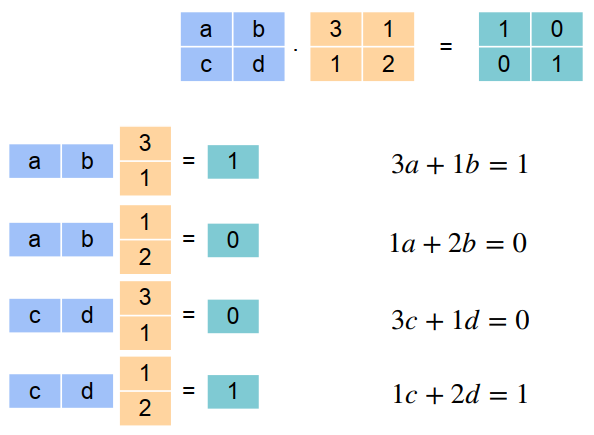 a b 3 1 1 0
c d . 1 2 = 0 1
a b 3 1 = 1 3a + 1b = 1
a b 1 2 = 0 1a + 2b = 0
c d 3 1 = 0 3c + 1d = 0
c d 1 2 = 1 1c + 2d = 1